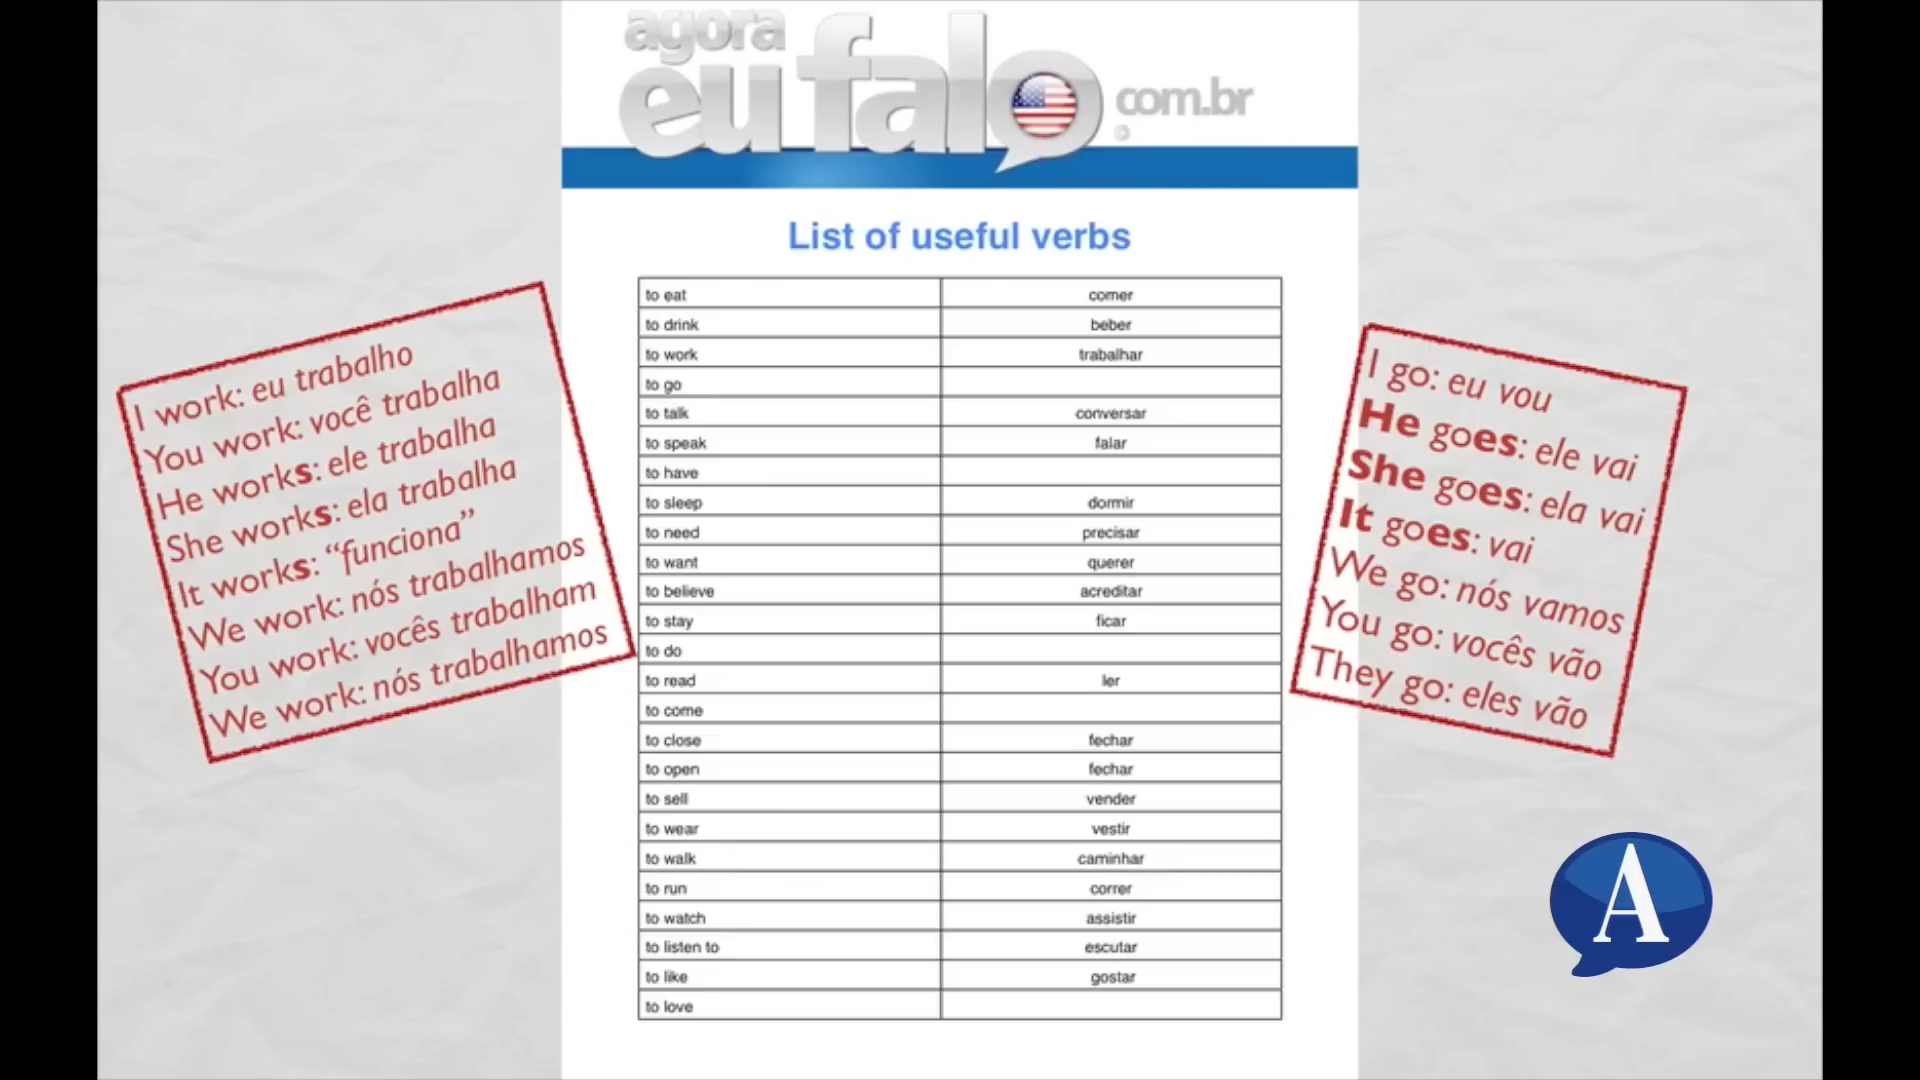 agora
eu falo
com.br
©
List of useful verbs
to eat comer
to drink beber
to work trabalhar
to go
to talk conversar
to speak falar
to have
to sleep dormir
to need precisar
to want querer
to believe acreditar
to stay ficar
to do
to read ler
to come
to close fechar
to open fechar
to sell vender
to wear vestir
to walk caminhar
to run correr
to watch assistir
to listen to escutar
to like gostar
to love
I work: eu trabalho
You work: você trabalha
He works: ele trabalha
She works: ela trabalha
It works: “funciona”
We work: nós trabalhamos
You work: vocês trabalham
We work: nós trabalhamos
I go: eu vou
He goes: ele vai
She goes: ela vai
It goes: vai
We go: nós vamos
You go: vocês vão
They go: eles vão
A